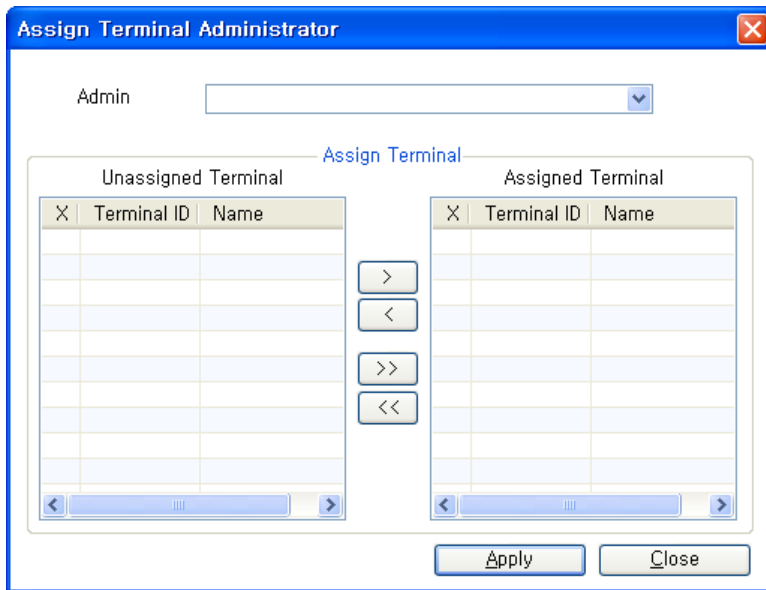 Assign Terminal Administrator
Admin
Assign Terminal
Unassigned Terminal
Assigned Terminal
X Terminal ID Name
X Terminal ID Name
>
<
>>
<<
Apply
Close